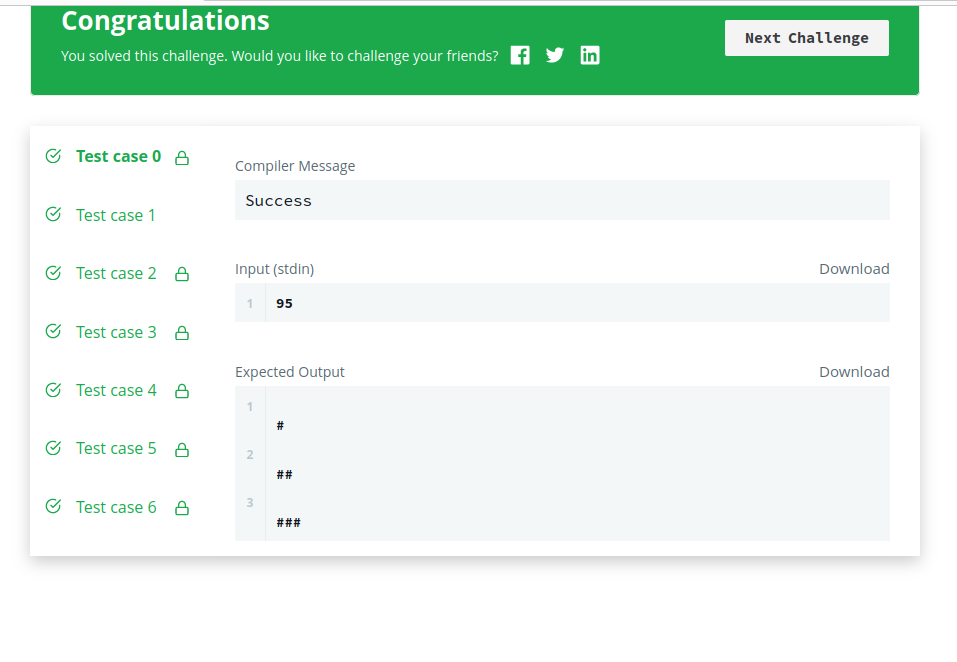 Congratulations
You solved this challenge. Would you like to challenge your friends?
Next Challenge
Test case 0
Test case 1
Test case 2
Test case 3
Test case 4
Test case 5
Test case 6
Compiler Message
Success
Input (stdin)
Download
1 95
Expected Output
Download
1
#
2
##
3
###